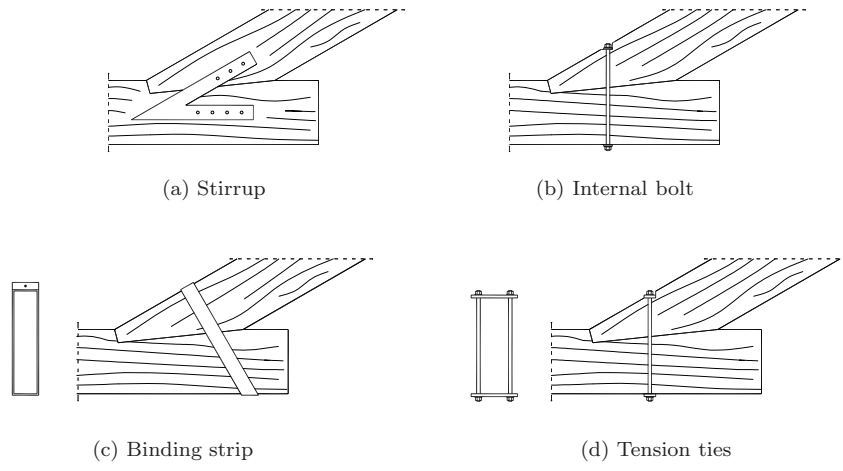 (a) Stirrup
(b) Internal bolt
(c) Binding strip
(d) Tension ties